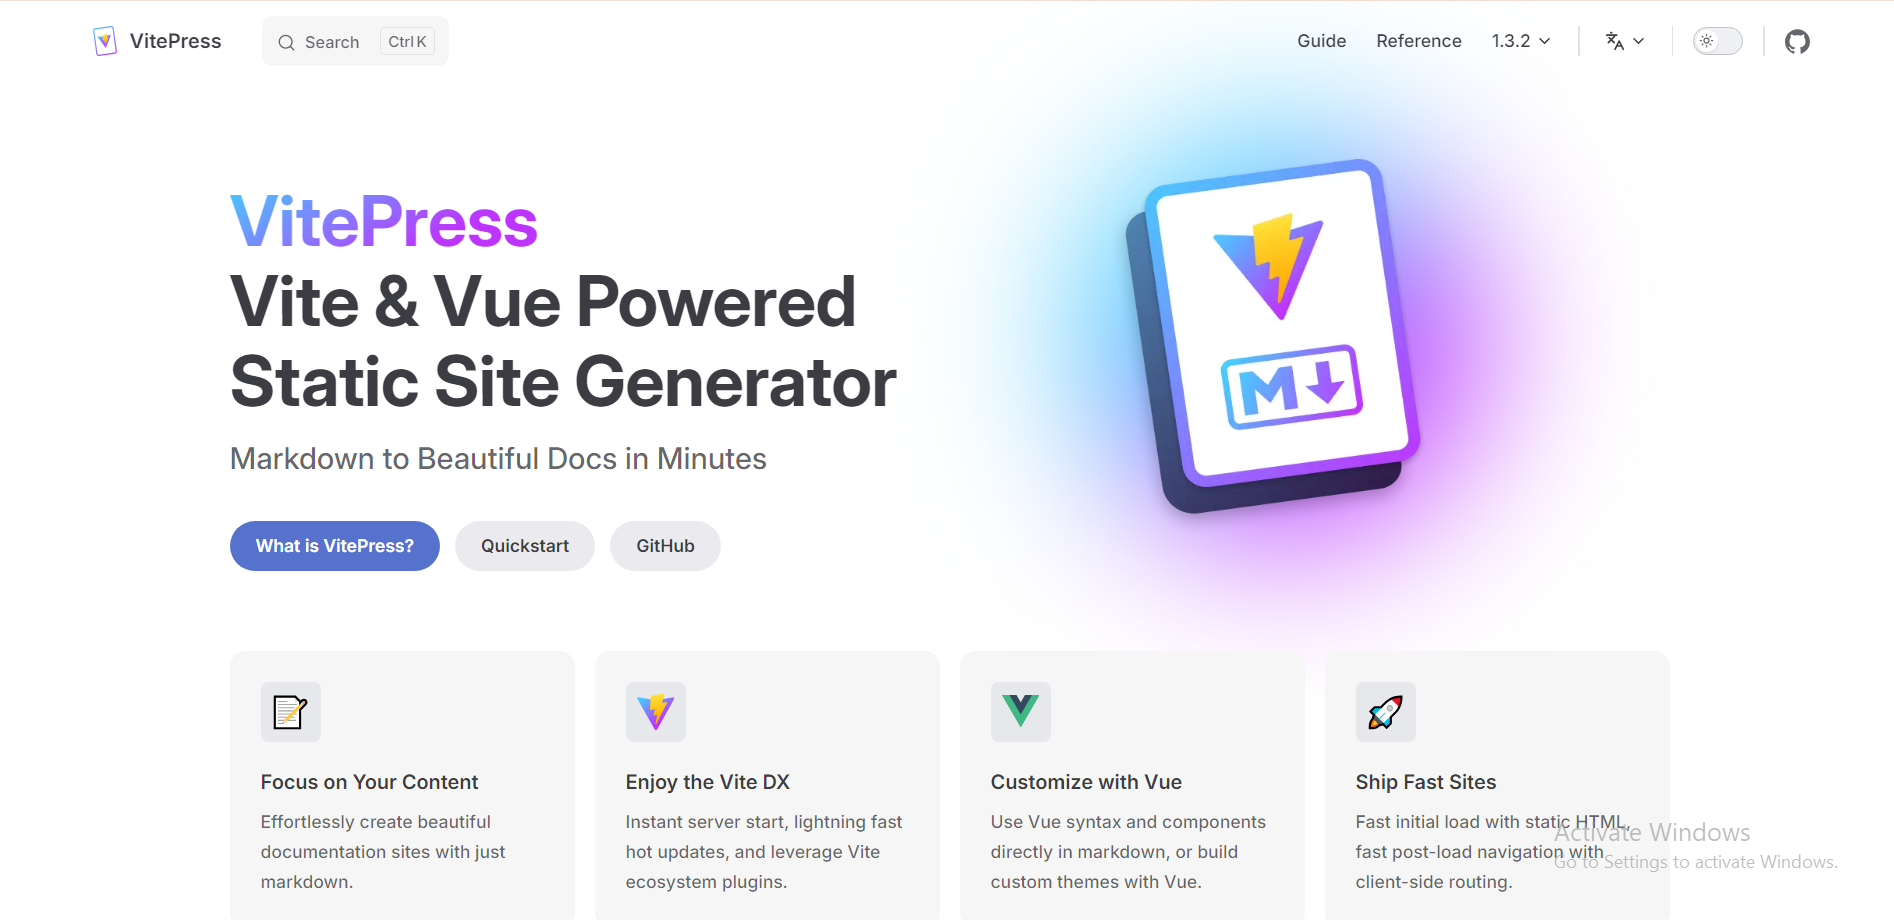 VitePress
Search
Ctrl K
Guide
Reference
1.3.2
VitePress
Vite & Vue Powered
Static Site Generator
Markdown to Beautiful Docs in Minutes
What is VitePress?
Quickstart
GitHub
M
Focus on Your Content
Effortlessly create beautiful
documentation sites with just
markdown.
Enjoy the Vite DX
Instant server start, lightning fast
hot updates, and leverage Vite
ecosystem plugins.
Customize with Vue
Use Vue syntax and components
directly in markdown, or build
custom themes with Vue.
Ship Fast Sites
Fast initial load with static HTML,
fast post-load navigation with
client-side routing.
Activate Windows
Go to Settings to activate Windows.